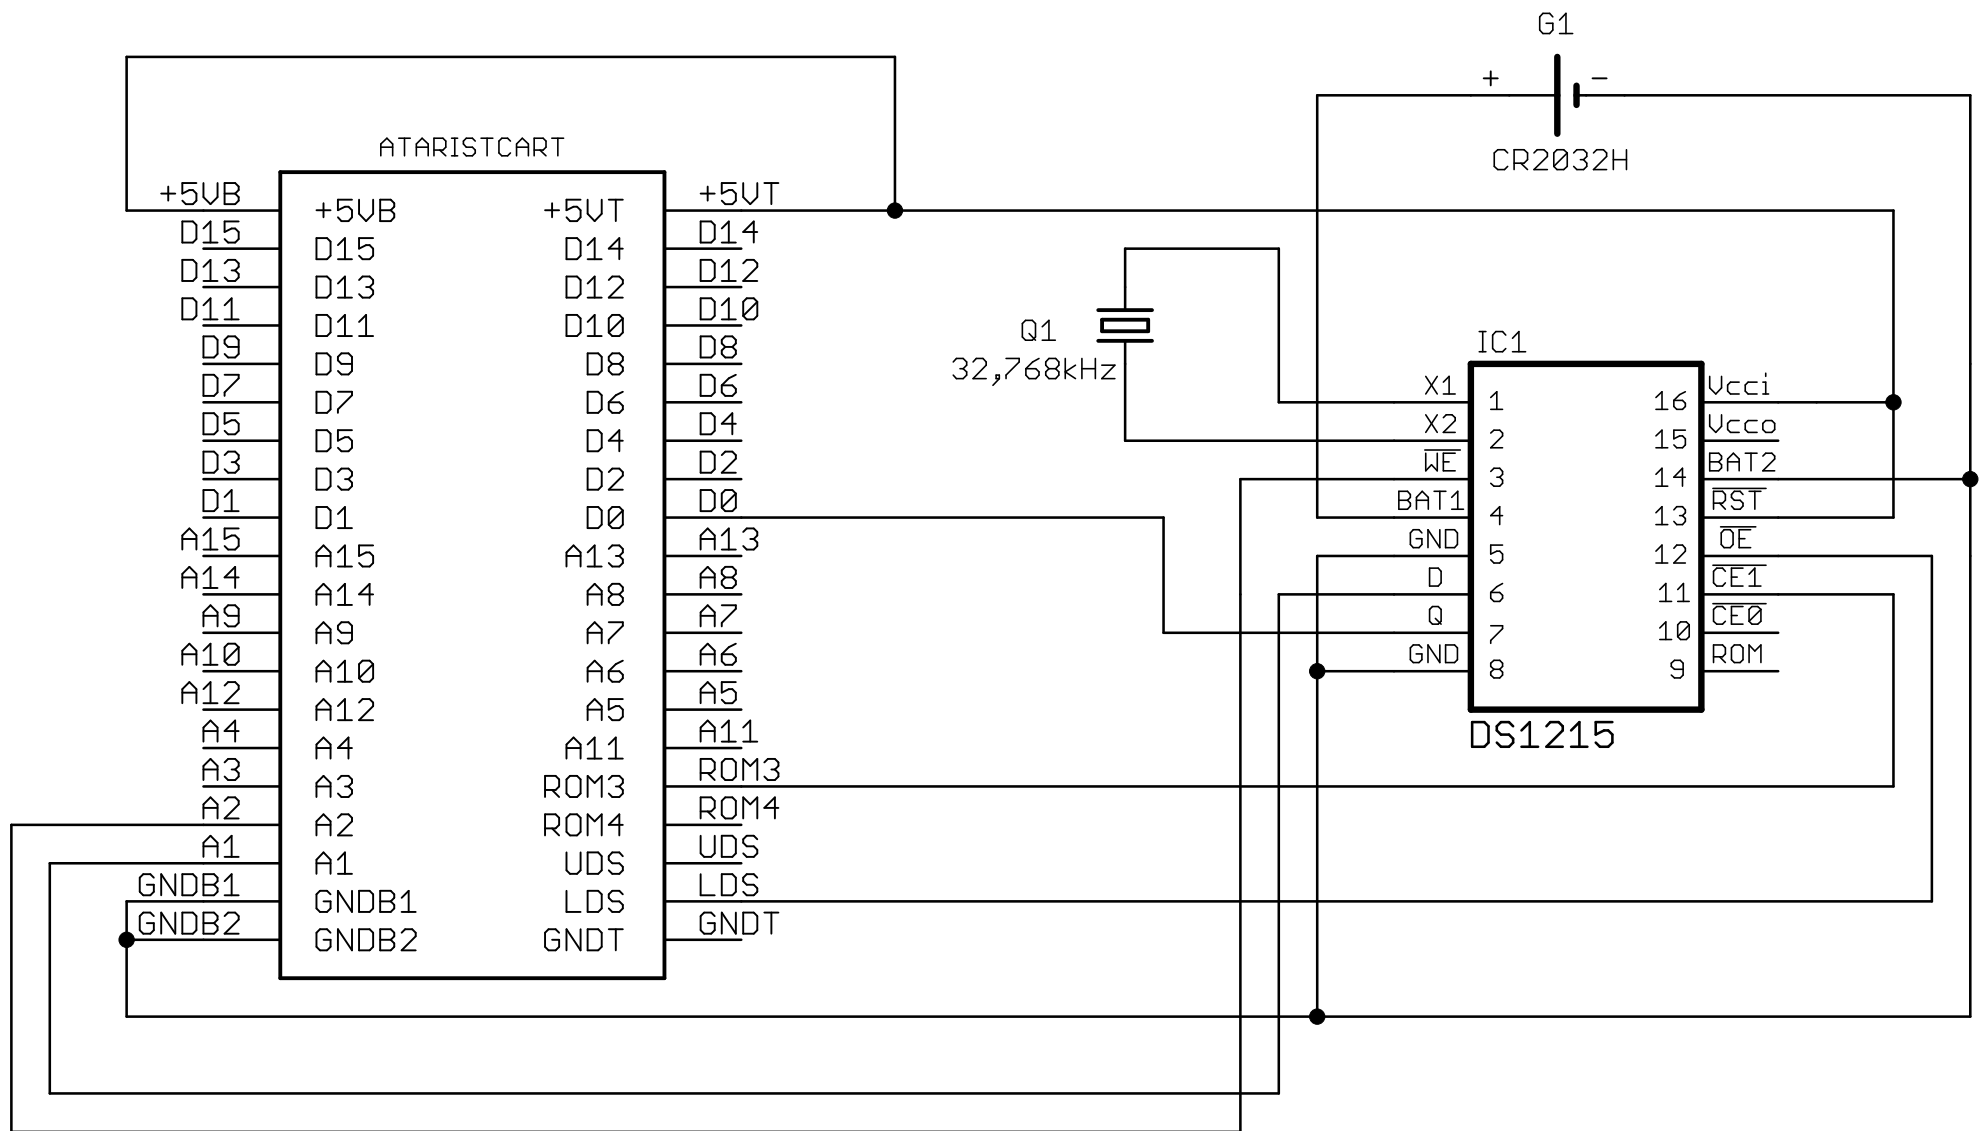 G1
+ -
CR2032H
ATARISTCART
+5VB +5VB +5VT +5VT
D15 D15 D14 D14
D13 D13 D12 D12
D11 D11 D10 D10
D9 D9 D8 D8
D7 D7 D6 D6
D5 D5 D4 D4
D3 D3 D2 D2
D1 D1 D0 D0
A15 A15 A13 A13
A14 A14 A8 A8
A9 A9 A7 A7
A10 A10 A6 A6
A12 A12 A5 A5
A4 A4 A11 A11
A3 A3 ROM3 ROM3
A2 A2 ROM4 ROM4
A1 A1 UDS UDS
GNDB1 GNDB1 LDS LDS
GNDB2 GNDB2 GNDT GNDT
Q1
32,768kHz
IC1
X1 1 16 Vcci
X2 2 15 Vcco
WE 3 14 BAT2
BAT1 4 13 RST
GND 5 12 OE
D 6 11 CE1
Q 7 10 CE0
GND 8 9 ROM
DS1215